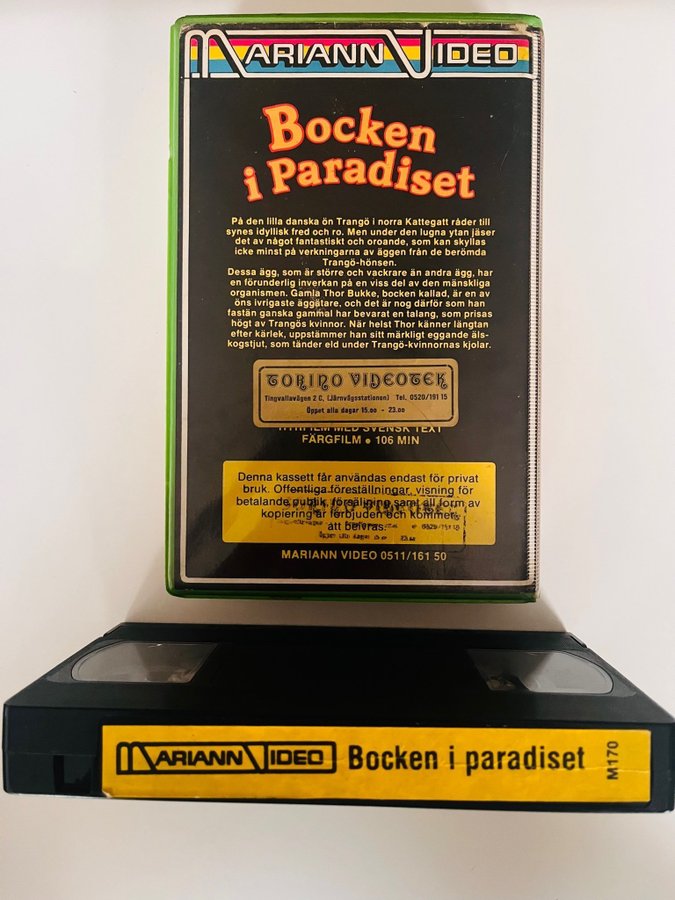 MARIANN VIDEO
Bocken
i Paradiset
På den lilla danska ön Trangö i norra Kattegatt råder till
synes idyllisk fred och ro. Men under den lugna ytan jäser
det av något fantastiskt och oroande, som kan skyllas
icke minst på verkningarna av äggen från de berömda
Trangö-hönsen.
Dessa ägg, som är större och vackrare än andra ägg, har
en förunderlig inverkan på en viss del av den mänskliga
organismen. Gamla Thor Bukke, bocken kallad, är en av
öns ivrigaste äggätare, och det är nog därför som han
fastän ganska gammal har bevarat en talang, som prisas
högt av Trangös kvinnor. När helst Thor känner längtan
efter kärlek, uppstämmer han sitt märkligt eggande äls-
kogstjut, som tänder eld under Trangö-kvinnornas kjolar.
TORINO VIDEOTEK
Tingvallavägen 2 C, (Järnvägsstationen) Tel. 0520/191 15
Öppet alla dagar 15.00 - 23.00
HYRFILM MED SVENSK TEXT
FÄRGFILM • 106 MIN
Denna kassett får användas endast för privat
bruk. Offentliga föreställningar, visning för
betalande publik, försäljning samt all form av
kopiering är förbjuden och kommer
att beivras.
TORINO VIDEOTEK
MARIANN VIDEO 0511/161 50
MARIANN VIDEO Bocken i paradiset M170